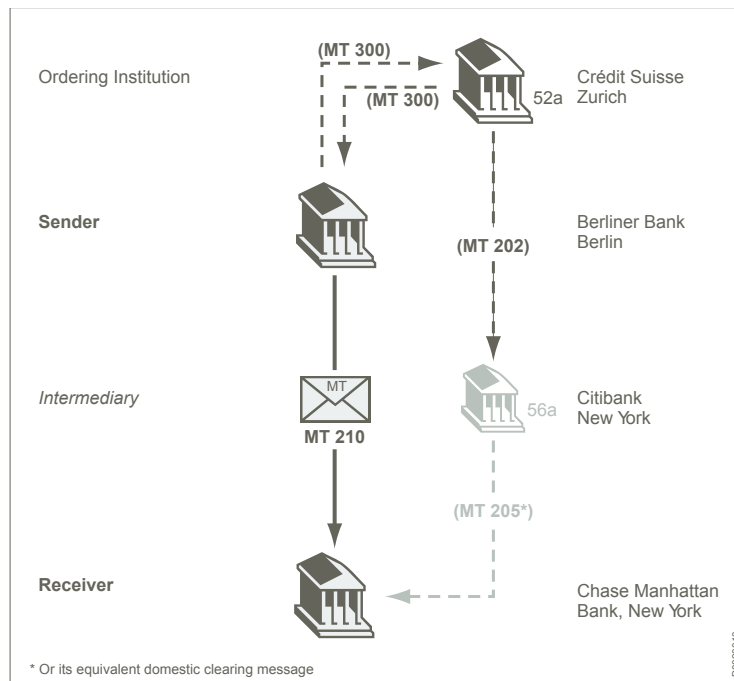 (MT 300)
Ordering Institution
(MT 300)
52a
Crédit Suisse
Zurich
Sender
(MT 202)
Berliner Bank
Berlin
Intermediary
MT
MT 210
56a
Citibank
New York
(MT 205*)
Receiver
Chase Manhattan
Bank, New York
* Or its equivalent domestic clearing message